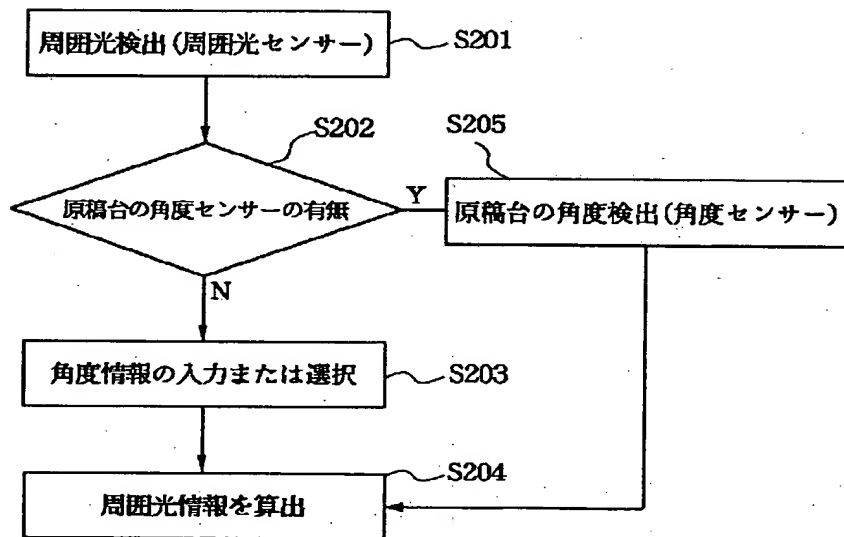 周囲光検出(周囲光センサー)
S201
S202
原稿台の角度センサーの有無
Y
S205
原稿台の角度検出(角度センサー)
N
角度情報の入力または選択
S203
周囲光情報を算出
S204